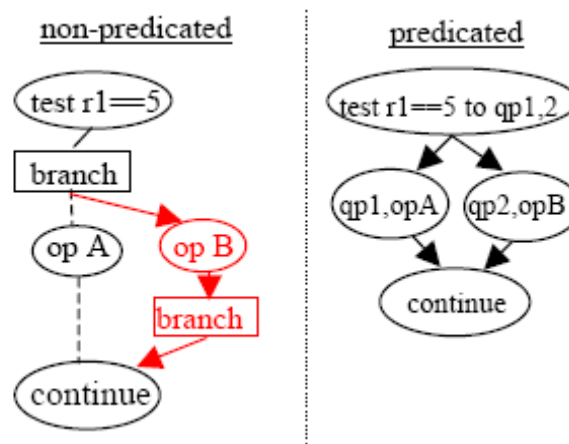 non-predicated
test r1==5
branch
op A
op B
branch
continue
predicated
test r1==5 to qp1,2
qp1,opA
qp2,opB
continue